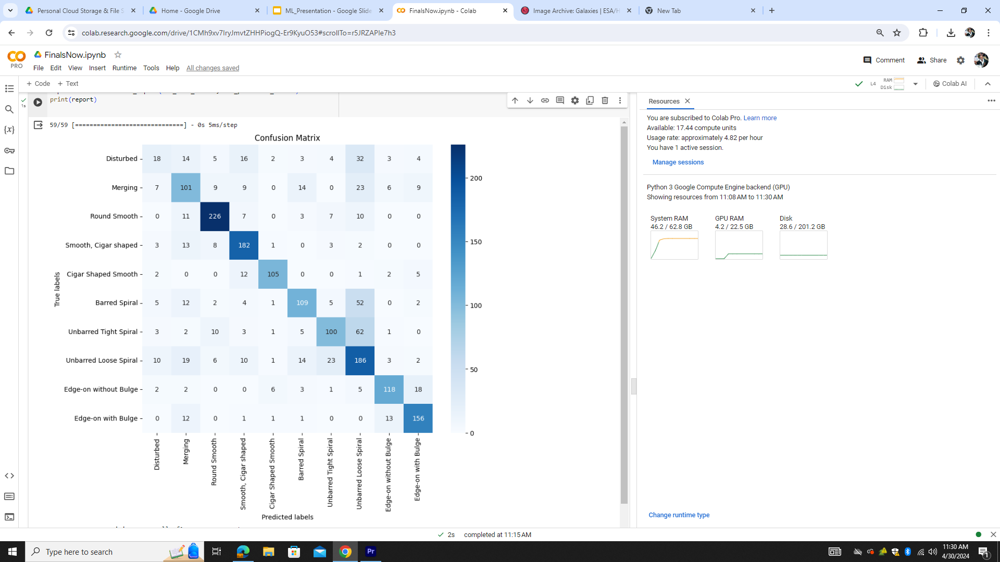 Personal Cloud Storage & File S
Home - Google Drive
ML_Presentation - Google Slide
FinalsNow.ipynb - Colab
Image Archive: Galaxies | ESA/H
New Tab
colab.research.google.com/drive/1CMh9xv7IryJmvtZHHPiogQ-Er9KyuO53#scrollTo=r5JRZAPIe7h3
PRO
FinalsNow.ipynb
File Edit View Insert Runtime Tools Help All changes saved
Comment Share
+ Code + Text
L4 RAM
Disk
Colab AI
1s
print(report)
59/59 [==============================] - 0s 5ms/step
Confusion Matrix
Disturbed 18 14 5 16 2 3 4 32 3 4
Merging 7 101 9 9 0 14 0 23 6 9
Round Smooth 0 11 226 7 0 3 7 10 0 0
Smooth, Cigar shaped 3 13 8 182 1 0 3 2 0 0
Cigar Shaped Smooth 2 0 0 12 105 0 0 1 2 5
Barred Spiral 5 12 2 4 1 109 5 52 0 2
Unbarred Tight Spiral 3 2 10 3 1 5 100 62 1 0
Unbarred Loose Spiral 10 19 6 10 1 14 23 186 3 2
Edge-on without Bulge 2 2 0 0 6 3 1 5 118 18
Edge-on with Bulge 0 12 0 1 1 1 0 0 13 156
True labels
200
150
100
50
0
Disturbed
Merging
Round Smooth
Smooth, Cigar shaped
Cigar Shaped Smooth
Barred Spiral
Unbarred Tight Spiral
Unbarred Loose Spiral
Edge-on without Bulge
Edge-on with Bulge
Predicted labels
Resources
You are subscribed to Colab Pro. Learn more
Available: 17.44 compute units
Usage rate: approximately 4.82 per hour
You have 1 active session.
Manage sessions
Python 3 Google Compute Engine backend (GPU)
Showing resources from 11:08 AM to 11:30 AM
System RAM
46.2 / 62.8 GB
GPU RAM
4.2 / 22.5 GB
Disk
28.6 / 201.2 GB
Change runtime type
2s completed at 11:15 AM
Type here to search
Pr
11:30 AM
4/30/2024
1